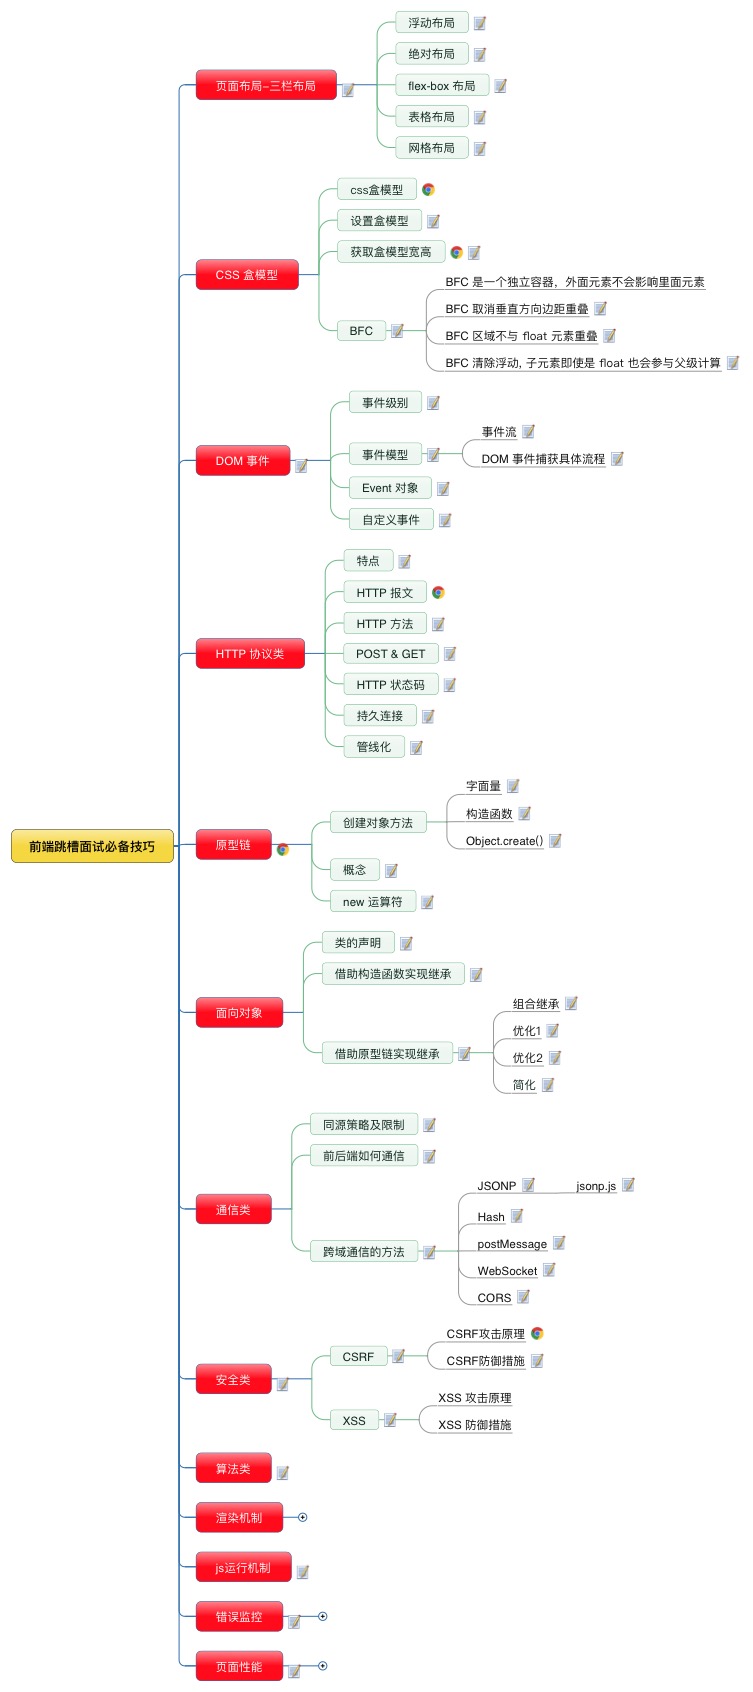 前端跳槽面试必备技巧
页面布局-三栏布局
浮动布局
绝对布局
flex-box 布局
表格布局
网格布局
CSS 盒模型
css盒模型
设置盒模型
获取盒模型宽高
BFC
BFC 是一个独立容器，外面元素不会影响里面元素
BFC 取消垂直方向边距重叠
BFC 区域不与 float 元素重叠
BFC 清除浮动, 子元素即使是 float 也会参与父级计算
DOM 事件
事件级别
事件模型
事件流
DOM 事件捕获具体流程
Event 对象
自定义事件
HTTP 协议类
特点
HTTP 报文
HTTP 方法
POST & GET
HTTP 状态码
持久连接
管线化
原型链
创建对象方法
字面量
构造函数
Object.create()
概念
new 运算符
面向对象
类的声明
借助构造函数实现继承
借助原型链实现继承
组合继承
优化1
优化2
简化
通信类
同源策略及限制
前后端如何通信
跨域通信的方法
JSONP
jsonp.js
Hash
postMessage
WebSocket
CORS
安全类
CSRF
CSRF攻击原理
CSRF防御措施
XSS
XSS 攻击原理
XSS 防御措施
算法类
渲染机制
js运行机制
错误监控
页面性能